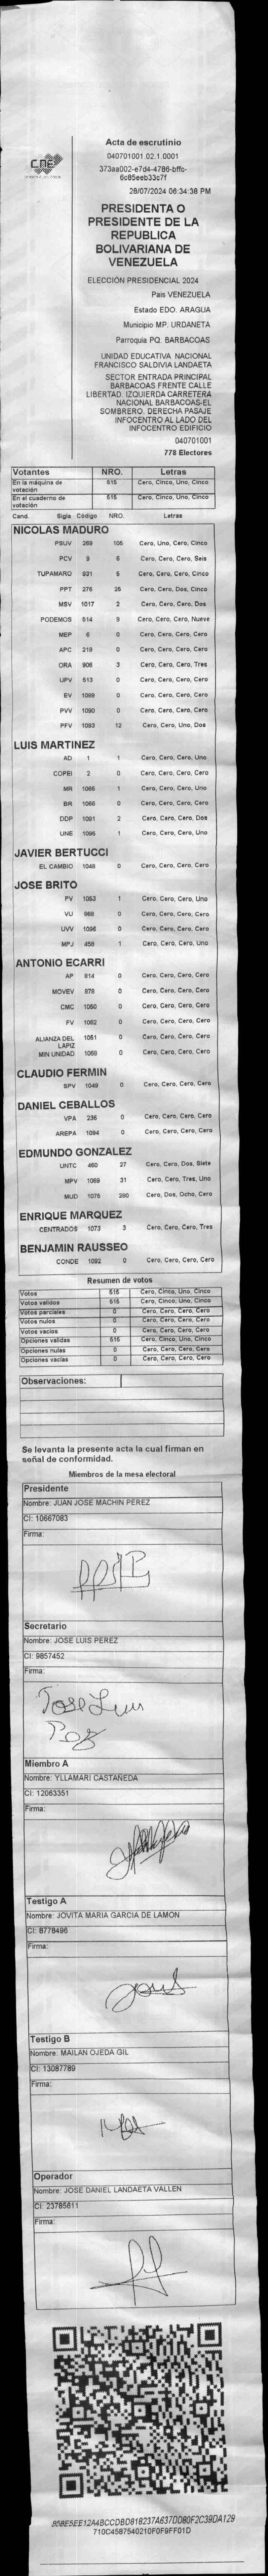 CNE
Acta de escrutinio
040701001.02.1.0001
373aa002-e7d4-4786-bffc-
6c85eeb33c7f
28/07/2024 06:34:38 PM
PRESIDENTA O
PRESIDENTE DE LA
REPUBLICA
BOLIVARIANA DE
VENEZUELA
ELECCIÓN PRESIDENCIAL 2024
Pais VENEZUELA
Estado EDO. ARAGUA
Municipio MP. URDANETA
Parroquia PQ. BARBACOAS
UNIDAD EDUCATIVA NACIONAL
FRANCISCO SALDIVIA LANDAETA
SECTOR ENTRADA PRINCIPAL
BARBACOAS FRENTE CALLE
LIBERTAD. IZQUIERDA CARRETERA
NACIONAL BARBACOAS-EL
SOMBRERO. DERECHA PASAJE
INFOCENTRO AL LADO DEL
INFOCENTRO EDIFICIO
040701001
778 Electores
Votantes NRO. Letras
En la máquina de votación 515 Cero, Cinco, Uno, Cinco
En el cuaderno de votación 515 Cero, Cinco, Uno, Cinco
Cand. Sigla Código NRO. Letras
NICOLAS MADURO
PSUV 269 105 Cero, Uno, Cero, Cinco
PCV 9 6 Cero, Cero, Cero, Seis
TUPAMARO 931 5 Cero, Cero, Cero, Cinco
PPT 276 25 Cero, Cero, Dos, Cinco
MSV 1017 2 Cero, Cero, Cero, Dos
PODEMOS 514 9 Cero, Cero, Cero, Nueve
MEP 6 0 Cero, Cero, Cero, Cero
APC 219 0 Cero, Cero, Cero, Cero
ORA 906 3 Cero, Cero, Cero, Tres
UPV 513 0 Cero, Cero, Cero, Cero
EV 1089 0 Cero, Cero, Cero, Cero
PVV 1090 0 Cero, Cero, Cero, Cero
PFV 1093 12 Cero, Cero, Uno, Dos
LUIS MARTINEZ
AD 1 1 Cero, Cero, Cero, Uno
COPEI 2 0 Cero, Cero, Cero, Cero
MR 1065 1 Cero, Cero, Cero, Uno
BR 1066 0 Cero, Cero, Cero, Cero
DDP 1091 2 Cero, Cero, Cero, Dos
UNE 1095 1 Cero, Cero, Cero, Uno
JAVIER BERTUCCI
EL CAMBIO 1048 0 Cero, Cero, Cero, Cero
JOSE BRITO
PV 1053 1 Cero, Cero, Cero, Uno
VU 968 0 Cero, Cero, Cero, Cero
UVV 1096 0 Cero, Cero, Cero, Cero
MPJ 458 1 Cero, Cero, Cero, Uno
ANTONIO ECARRI
AP 814 0 Cero, Cero, Cero, Cero
MOVEV 878 0 Cero, Cero, Cero, Cero
CMC 1050 0 Cero, Cero, Cero, Cero
FV 1082 0 Cero, Cero, Cero, Cero
ALIANZA DEL LAPIZ 1051 0 Cero, Cero, Cero, Cero
MIN UNIDAD 1068 0 Cero, Cero, Cero, Cero
CLAUDIO FERMIN
SPV 1049 0 Cero, Cero, Cero, Cero
DANIEL CEBALLOS
VPA 236 0 Cero, Cero, Cero, Cero
AREPA 1094 0 Cero, Cero, Cero, Cero
EDMUNDO GONZALEZ
UNTC 460 27 Cero, Cero, Dos, Siete
MPV 1069 31 Cero, Cero, Tres, Uno
MUD 1075 280 Cero, Dos, Ocho, Cero
ENRIQUE MARQUEZ
CENTRADOS 1073 3 Cero, Cero, Cero, Tres
BENJAMIN RAUSSEO
CONDE 1092 0 Cero, Cero, Cero, Cero
Resumen de votos
Votos 515 Cero, Cinco, Uno, Cinco
Votos validos 515 Cero, Cinco, Uno, Cinco
Votos parciales 0 Cero, Cero, Cero, Cero
Votos nulos 0 Cero, Cero, Cero, Cero
Votos vacios 0 Cero, Cero, Cero, Cero
Opciones validas 515 Cero, Cinco, Uno, Cinco
Opciones nulas 0 Cero, Cero, Cero, Cero
Opciones vacías 0 Cero, Cero, Cero, Cero
Observaciones:
Se levanta la presente acta la cual firman en
señal de conformidad.
Miembros de la mesa electoral
Presidente
Nombre: JUAN JOSE MACHIN PEREZ
CI: 10667083
Firma:
Secretario
Nombre: JOSE LUIS PEREZ
CI: 9857452
Firma:
Jose Luis
Miembro A
Nombre: YLLAMARI CASTAÑEDA
CI: 12063351
Firma:
Testigo A
Nombre: JOVITA MARIA GARCIA DE LAMON
CI: 8778496
Firma:
Testigo B
Nombre: MAILAN OJEDA GIL
CI: 13087789
Firma:
Operador
Nombre: JOSE DANIEL LANDAETA VALLEN
CI: 23785611
Firma:
858E5EE12A4BCCDBD818237A637DD80F2C39DA129
710C4587540210F0F9FF01D